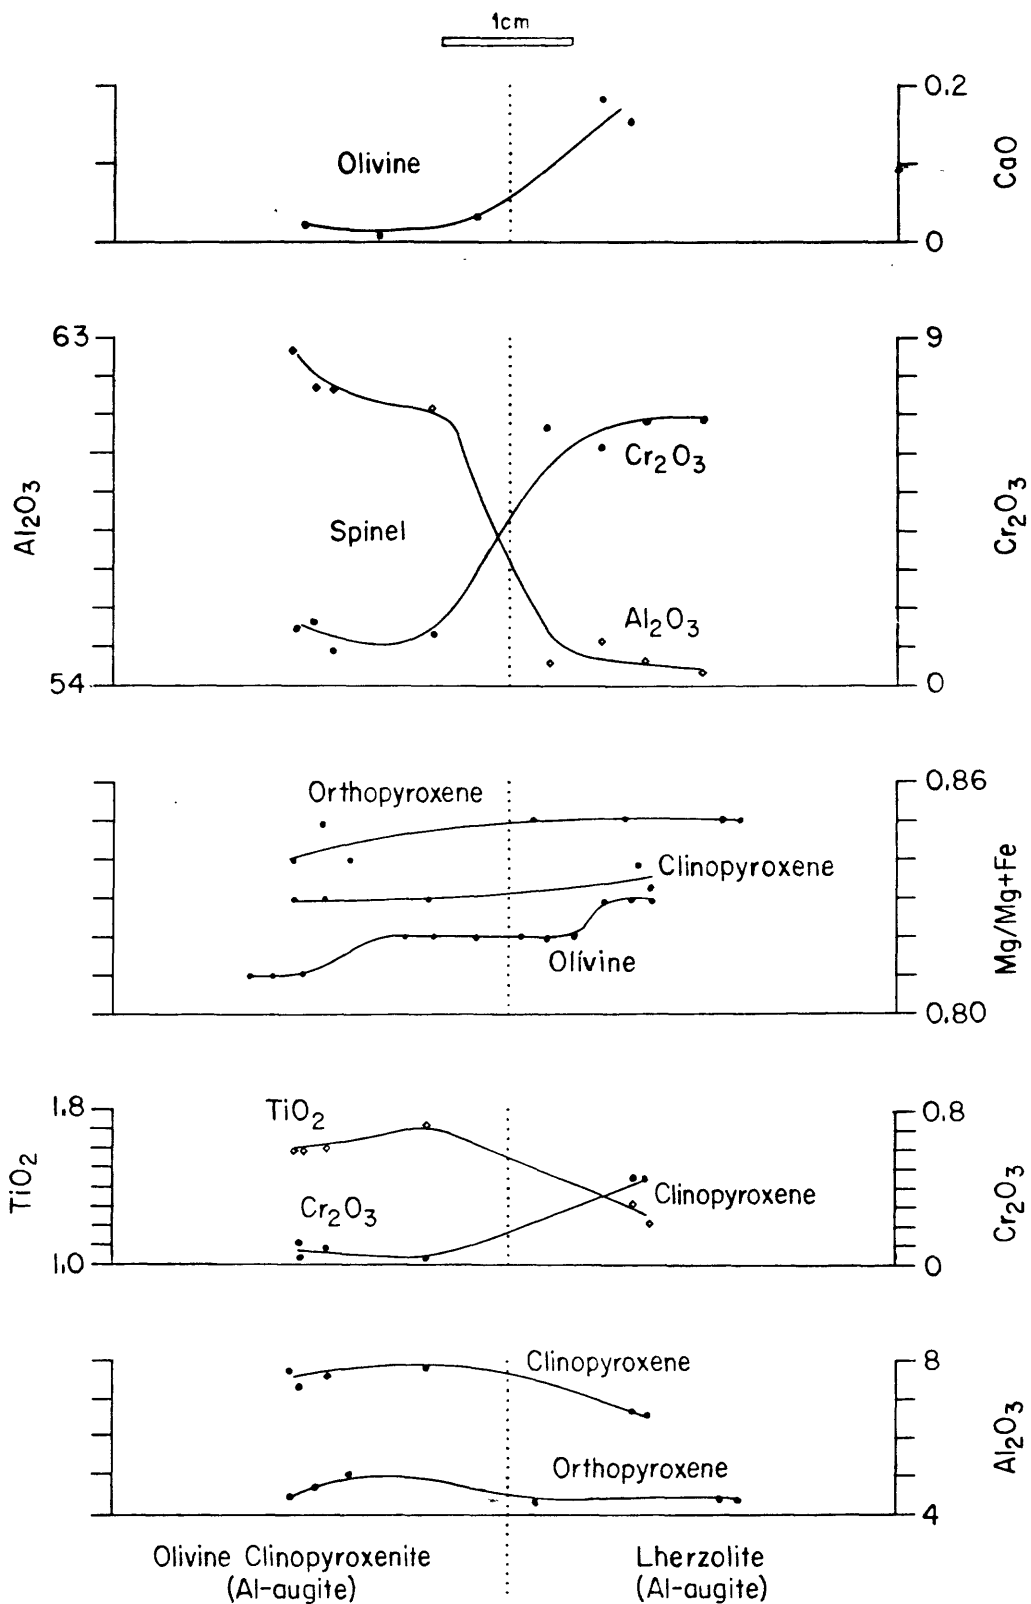 1cm
0.2
Olivine
CaO
0
63
9
Cr2O3
Al2O3
Spinel
Cr2O3
Al2O3
54
0
0.86
Orthopyroxene
Clinopyroxene
Mg/Mg+Fe
Olivine
0.80
1.8
0.8
TiO2
TiO2
Clinopyroxene
Cr2O3
Cr2O3
1.0
0
8
Clinopyroxene
Al2O3
Orthopyroxene
4
Olivine Clinopyroxenite
(Al-augite)
Lherzolite
(Al-augite)